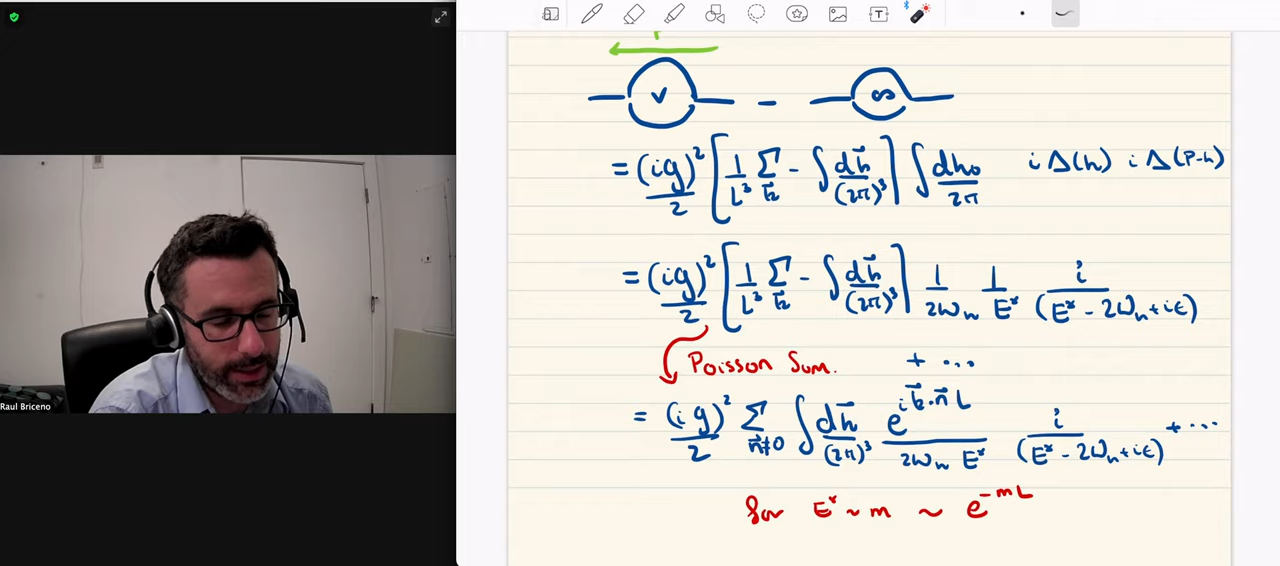 V - ∞
= (ig)²/2 [1/L³ Σ_k⃗ - ∫ dk⃗/(2π)³] ∫ dk₀/2π iΔ(k) iΔ(P-k)
= (ig)²/2 [1/L³ Σ_k⃗ - ∫ dk⃗/(2π)³] 1/2ω_k 1/E* i/(E* - 2ω_k + iε)
Poisson Sum. + ...
= (ig)²/2 Σ_n⃗≠0 ∫ dk⃗/(2π)³ e^{ik⃗·n⃗L}/2ω_k E* i/(E* - 2ω_k + iε) + ...
for E* ~ m ~ e^{-mL}
Raul Briceno